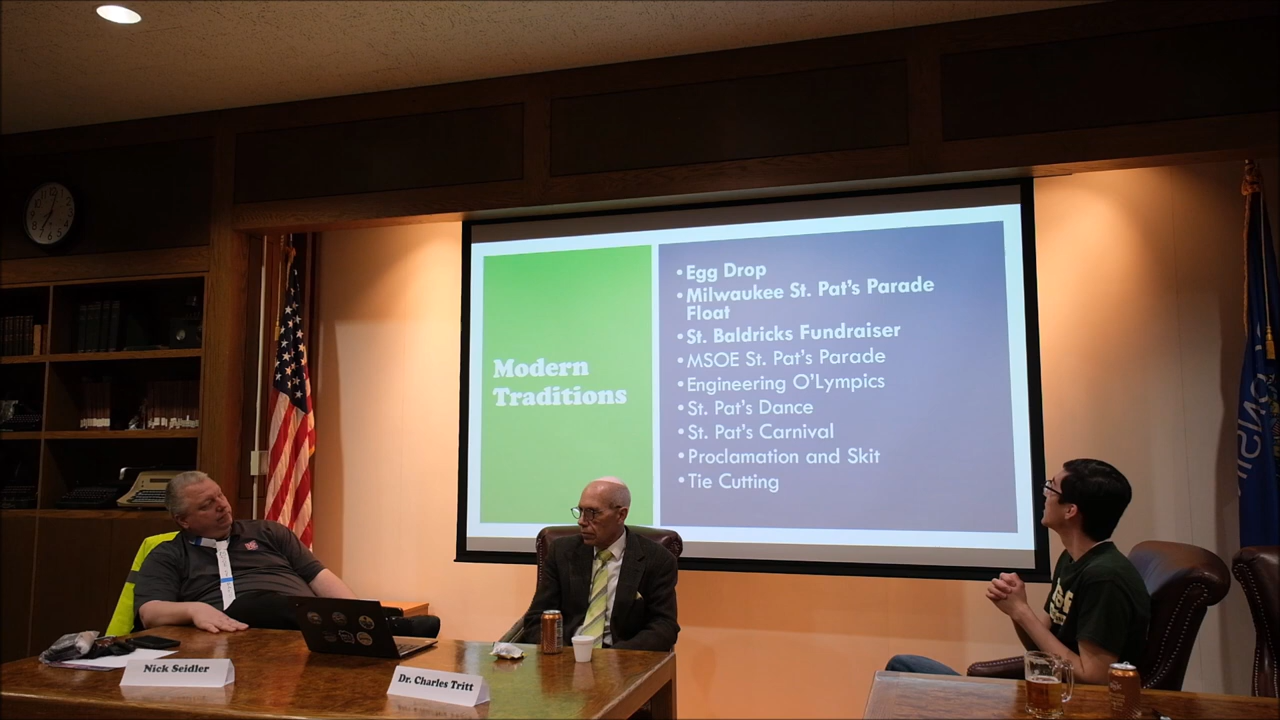 Modern
Traditions
• Egg Drop
• Milwaukee St. Pat's Parade
Float
• St. Baldricks Fundraiser
• MSOE St. Pat's Parade
• Engineering O'Lympics
• St. Pat's Dance
• St. Pat's Carnival
• Proclamation and Skit
• Tie Cutting
Nick Seidler
Dr. Charles Tritt